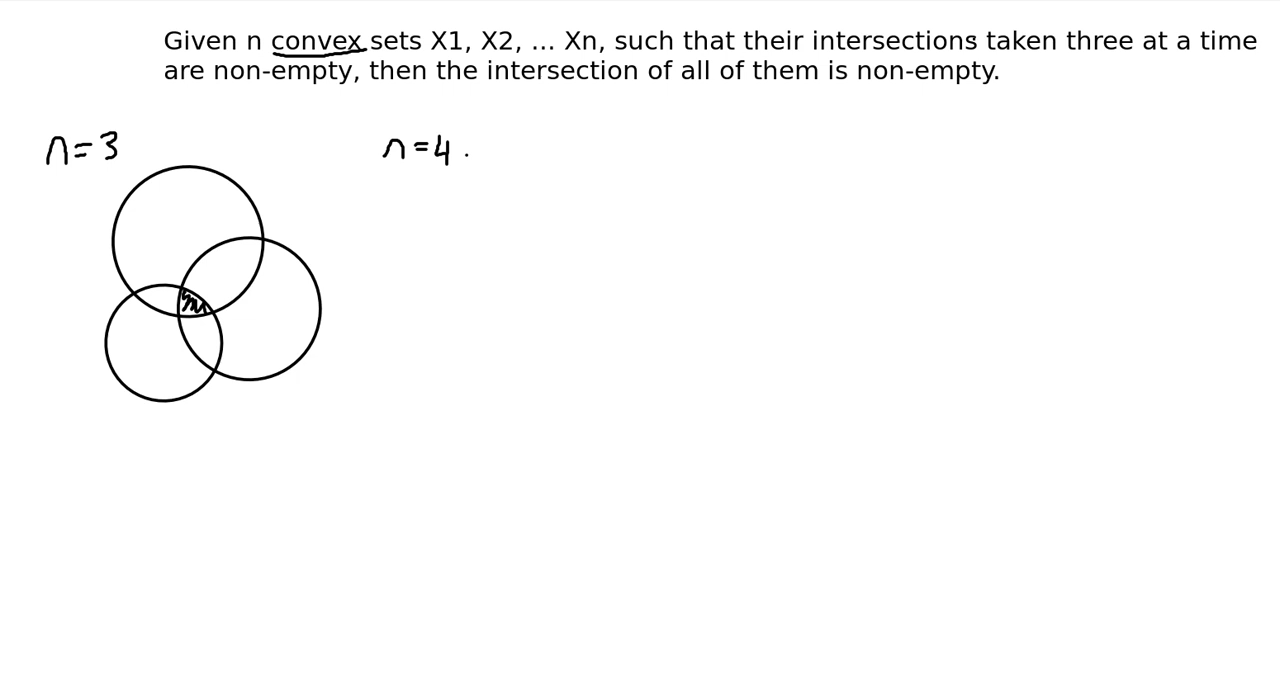 Given n convex sets X1, X2, ... Xn, such that their intersections taken three at a time
are non-empty, then the intersection of all of them is non-empty.
n=3
n=4.